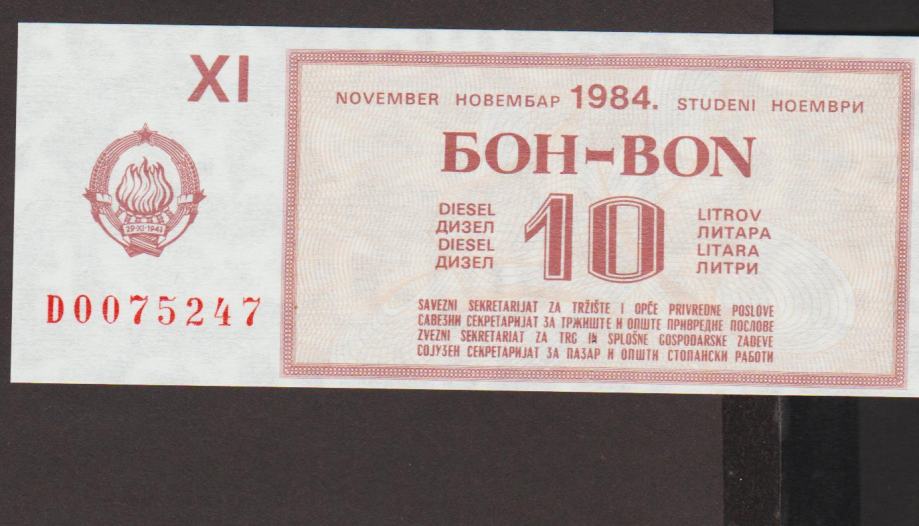 XI
NOVEMBER НОВЕМБАР 1984. STUDENI НОЕМВРИ
БОН-BON
DIESEL
ДИЗЕЛ
DIESEL
ДИЗЕЛ
10
LITROV
ЛИТАРА
LITARA
ЛИТРИ
29·XI·1943
D0075247
SAVEZNI SEKRETARIJAT ZA TRŽIŠTE I OPĆE PRIVREDNE POSLOVE
САВЕЗНИ СЕКРЕТАРИЈАТ ЗА ТРЖИШТЕ И ОПШТЕ ПРИВРЕДНЕ ПОСЛОВЕ
ZVEZNI SEKRETARIAT ZA TRG IN SPLOŠNE GOSPODARSKE ZADEVE
СОЈУЗЕН СЕКРЕТАРИЈАТ ЗА ПАЗАР И ОПШТИ СТОПАНСКИ РАБОТИ